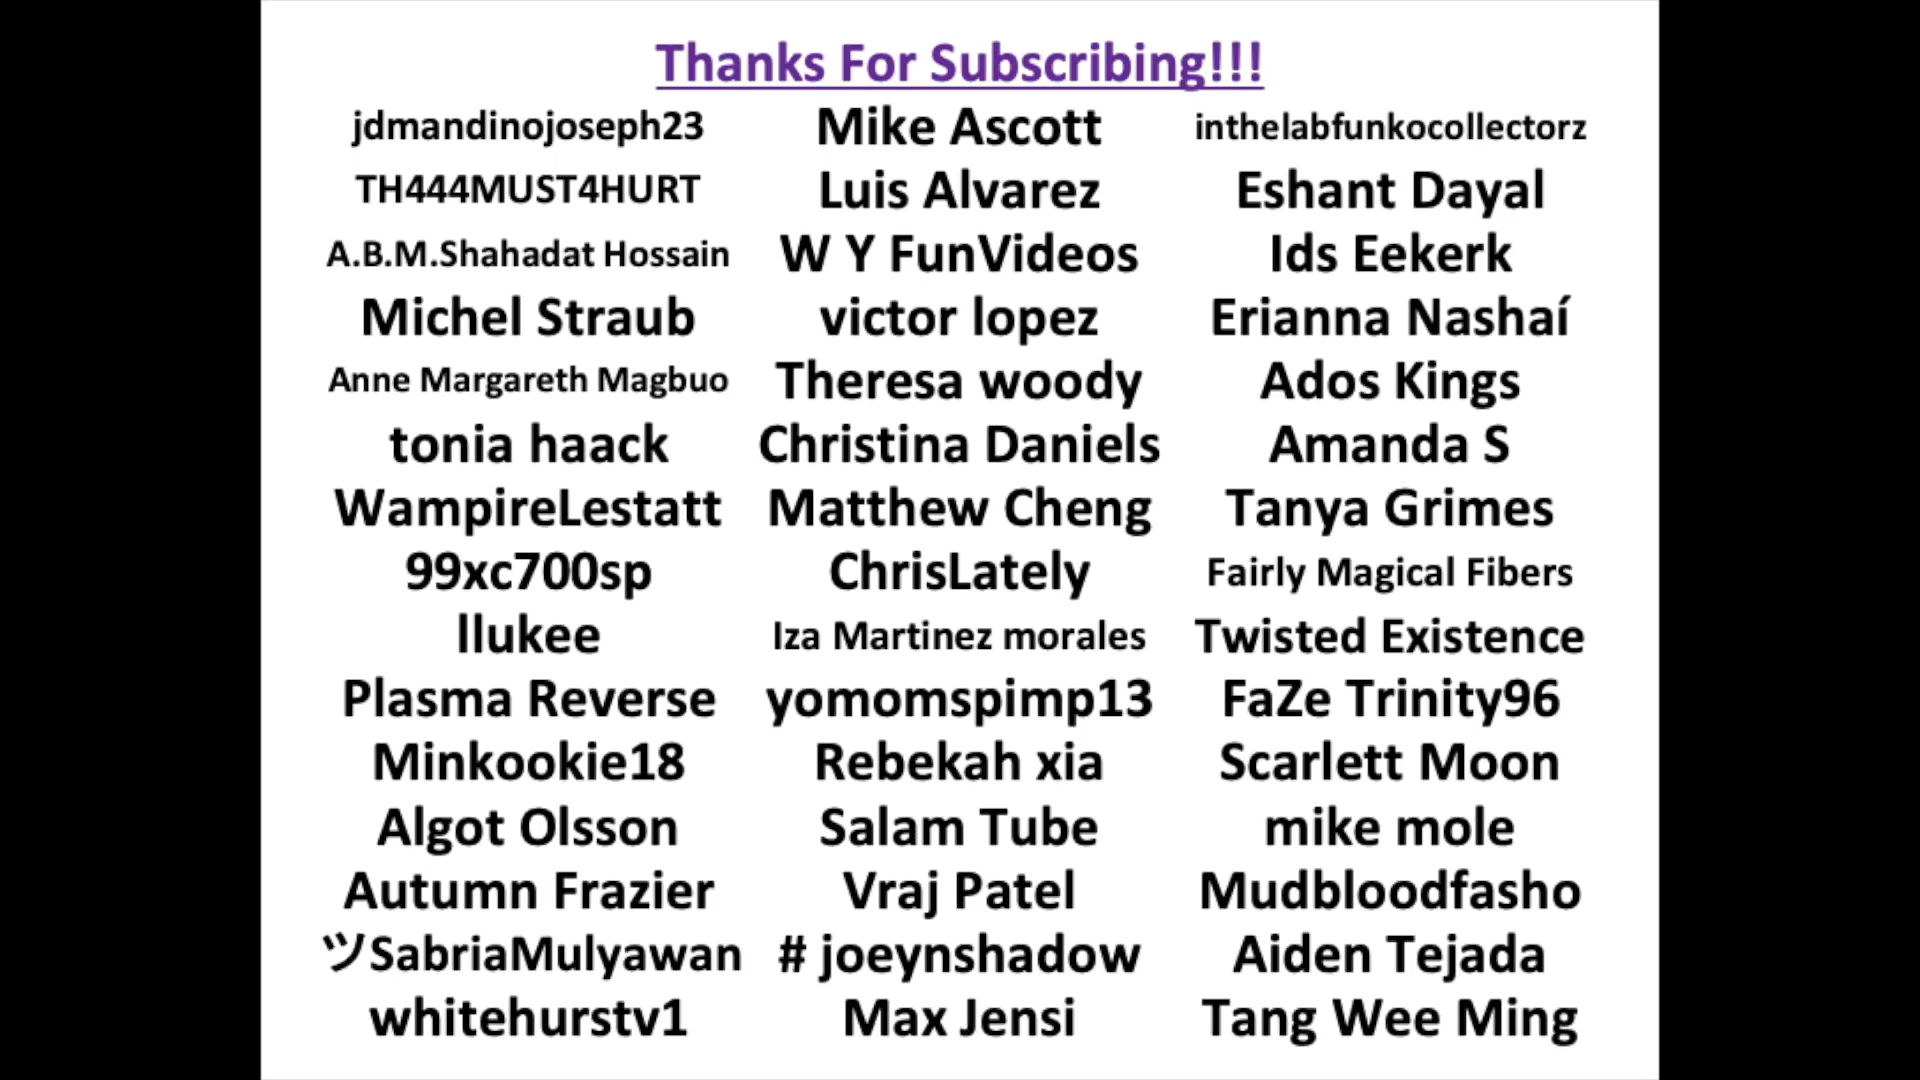 Thanks For Subscribing!!!
jdmandinojoseph23 Mike Ascott inthelabfunkocollectorz
TH444MUST4HURT Luis Alvarez Eshant Dayal
A.B.M.Shahadat Hossain W Y FunVideos Ids Eekerk
Michel Straub victor lopez Erianna Nashaí
Anne Margareth Magbuo Theresa woody Ados Kings
tonia haack Christina Daniels Amanda S
WampireLestatt Matthew Cheng Tanya Grimes
99xc700sp ChrisLately Fairly Magical Fibers
llukee Iza Martinez morales Twisted Existence
Plasma Reverse yomomspimp13 FaZe Trinity96
Minkookie18 Rebekah xia Scarlett Moon
Algot Olsson Salam Tube mike mole
Autumn Frazier Vraj Patel Mudbloodfasho
ツSabriaMulyawan # joeynshadow Aiden Tejada
whitehurstv1 Max Jensi Tang Wee Ming